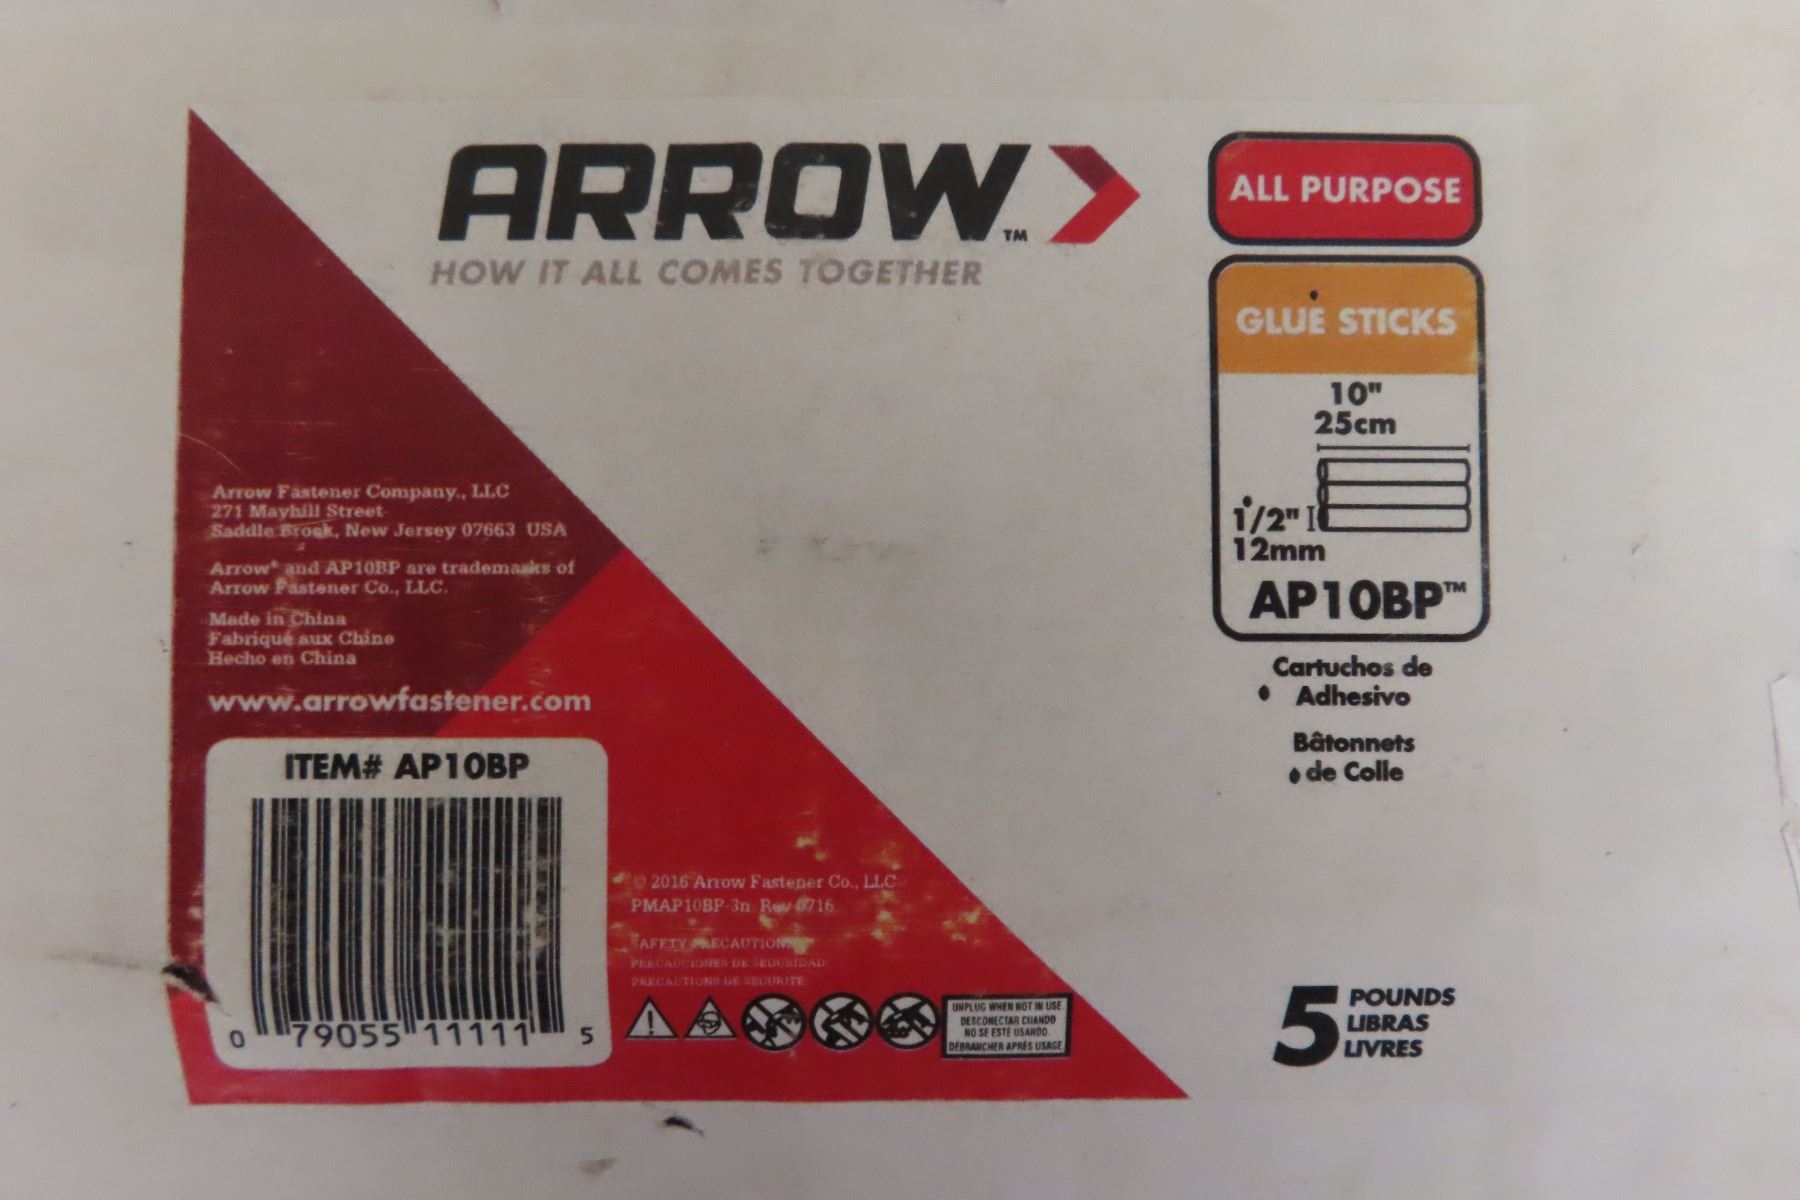 ARROW™
HOW IT ALL COMES TOGETHER
ALL PURPOSE
GLUE STICKS
10"
25cm
1/2"
12mm
AP10BP™
Cartuchos de
Adhesivo
Bâtonnets
de Colle
Arrow Fastener Company., LLC
271 Mayhill Street
Saddle Brook, New Jersey 07663 USA
Arrow® and AP10BP are trademarks of
Arrow Fastener Co., LLC.
Made in China
Fabriqué aux Chine
Hecho en China
www.arrowfastener.com
ITEM# AP10BP
0 79055 11111 5
© 2016 Arrow Fastener Co., LLC
PMAP10BP-3n Rev 0716
SAFETY PRECAUTION:
PRECAUCIONES DE SEGURIDAD:
PRECAUTIONS DE SECURITE:
UNPLUG WHEN NOT IN USE.
DESCONECTAR CUANDO
NO SE ESTÉ USANDO.
DÉBRANCHER APRÈS USAGE
5 POUNDS
LIBRAS
LIVRES